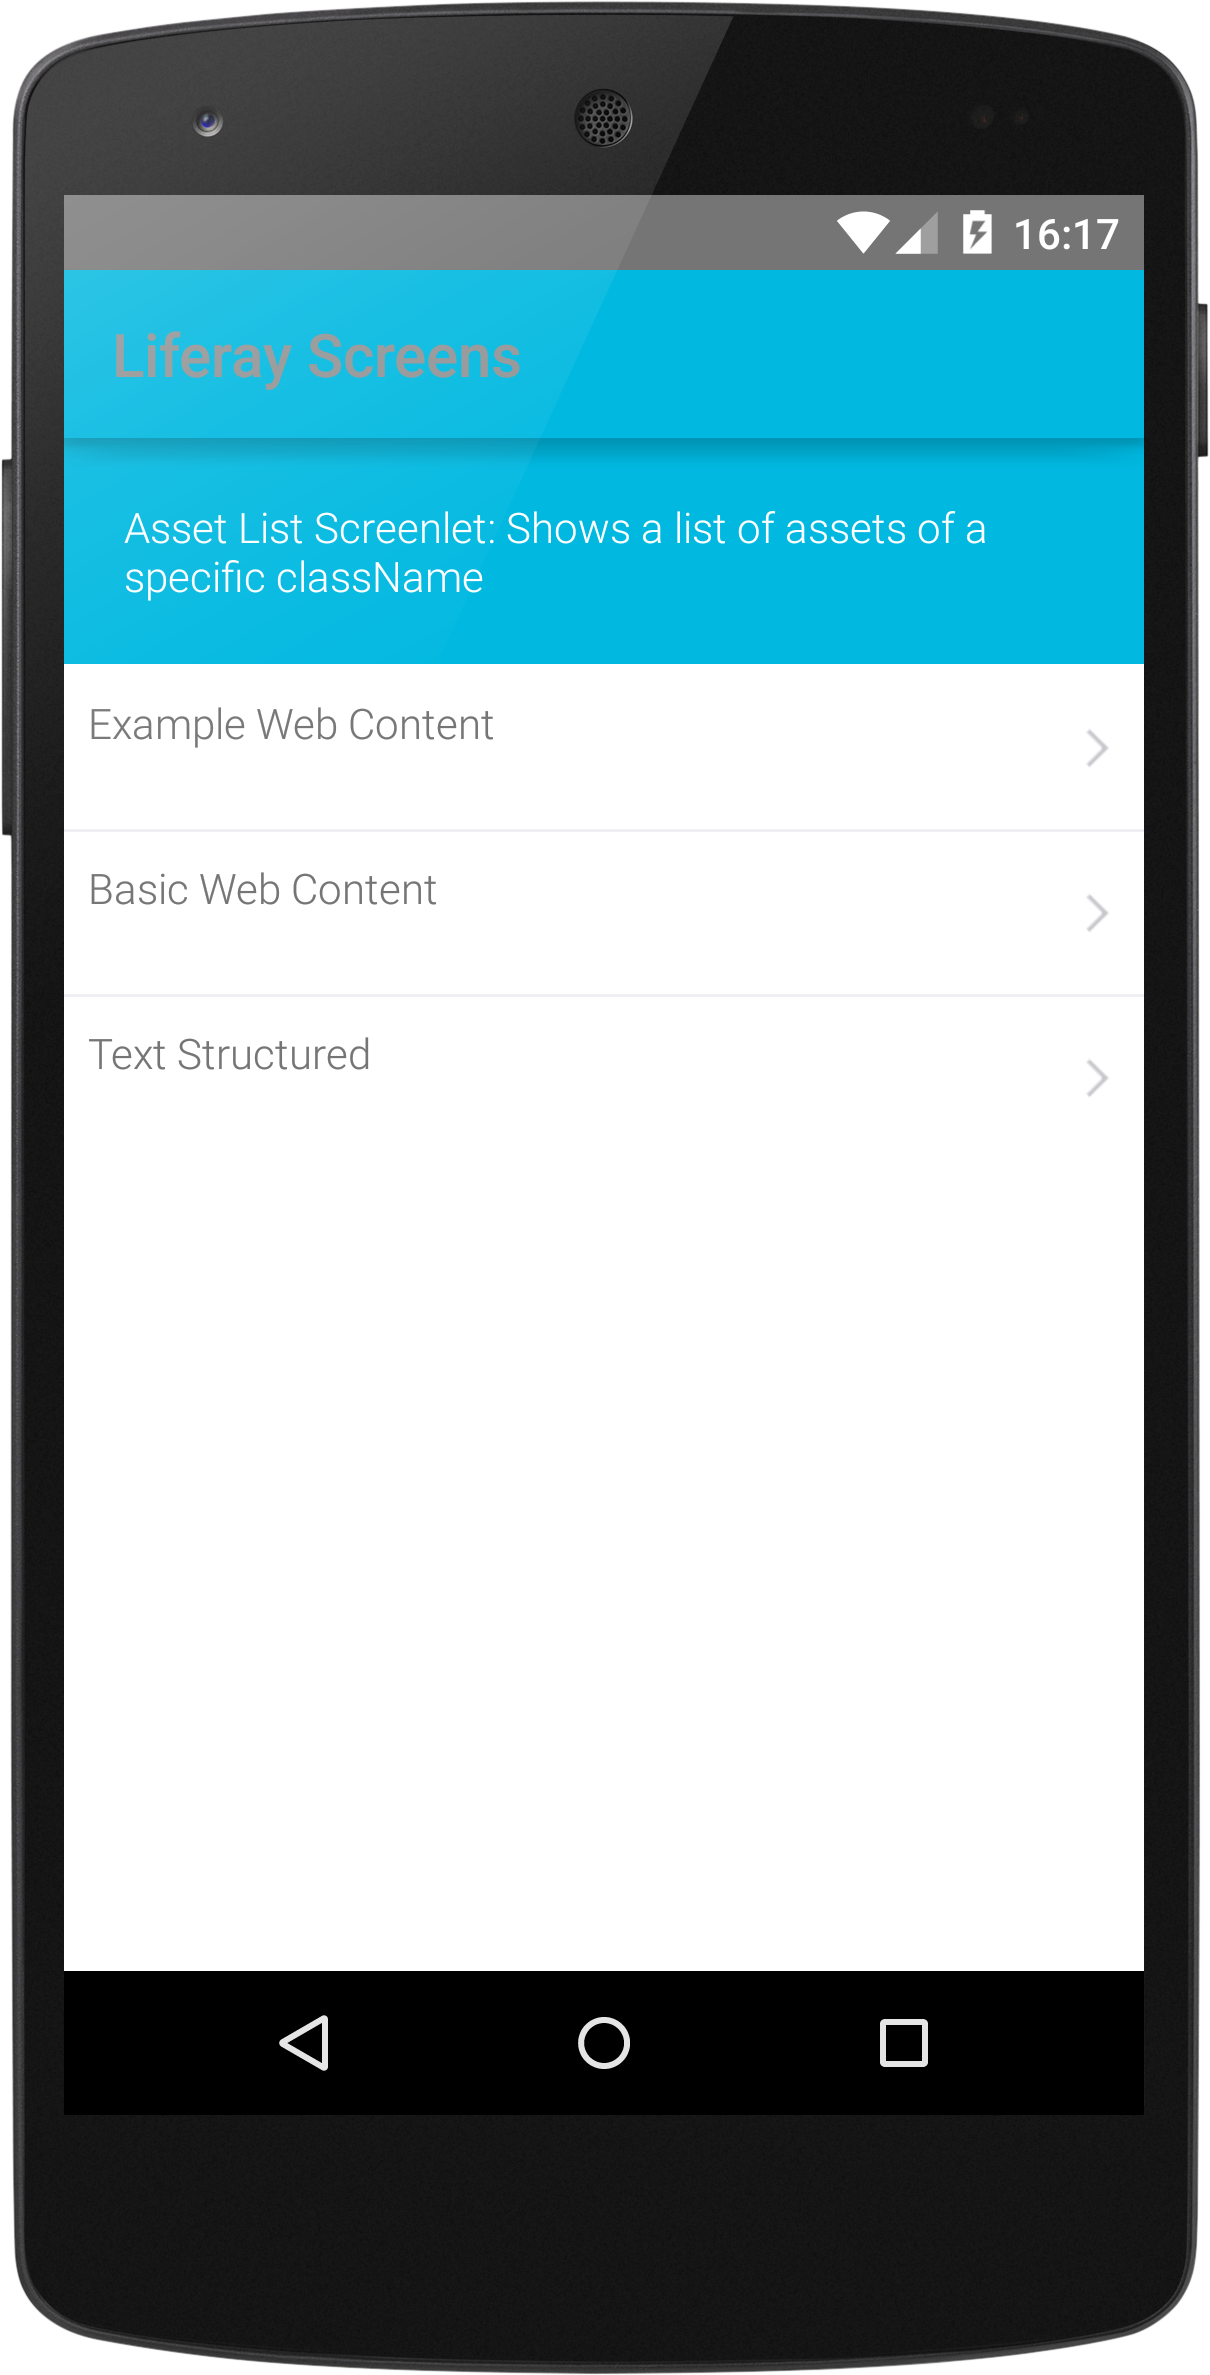 16:17
Liferay Screens
Asset List Screenlet: Shows a list of assets of a
specific className
Example Web Content
Basic Web Content
Text Structured